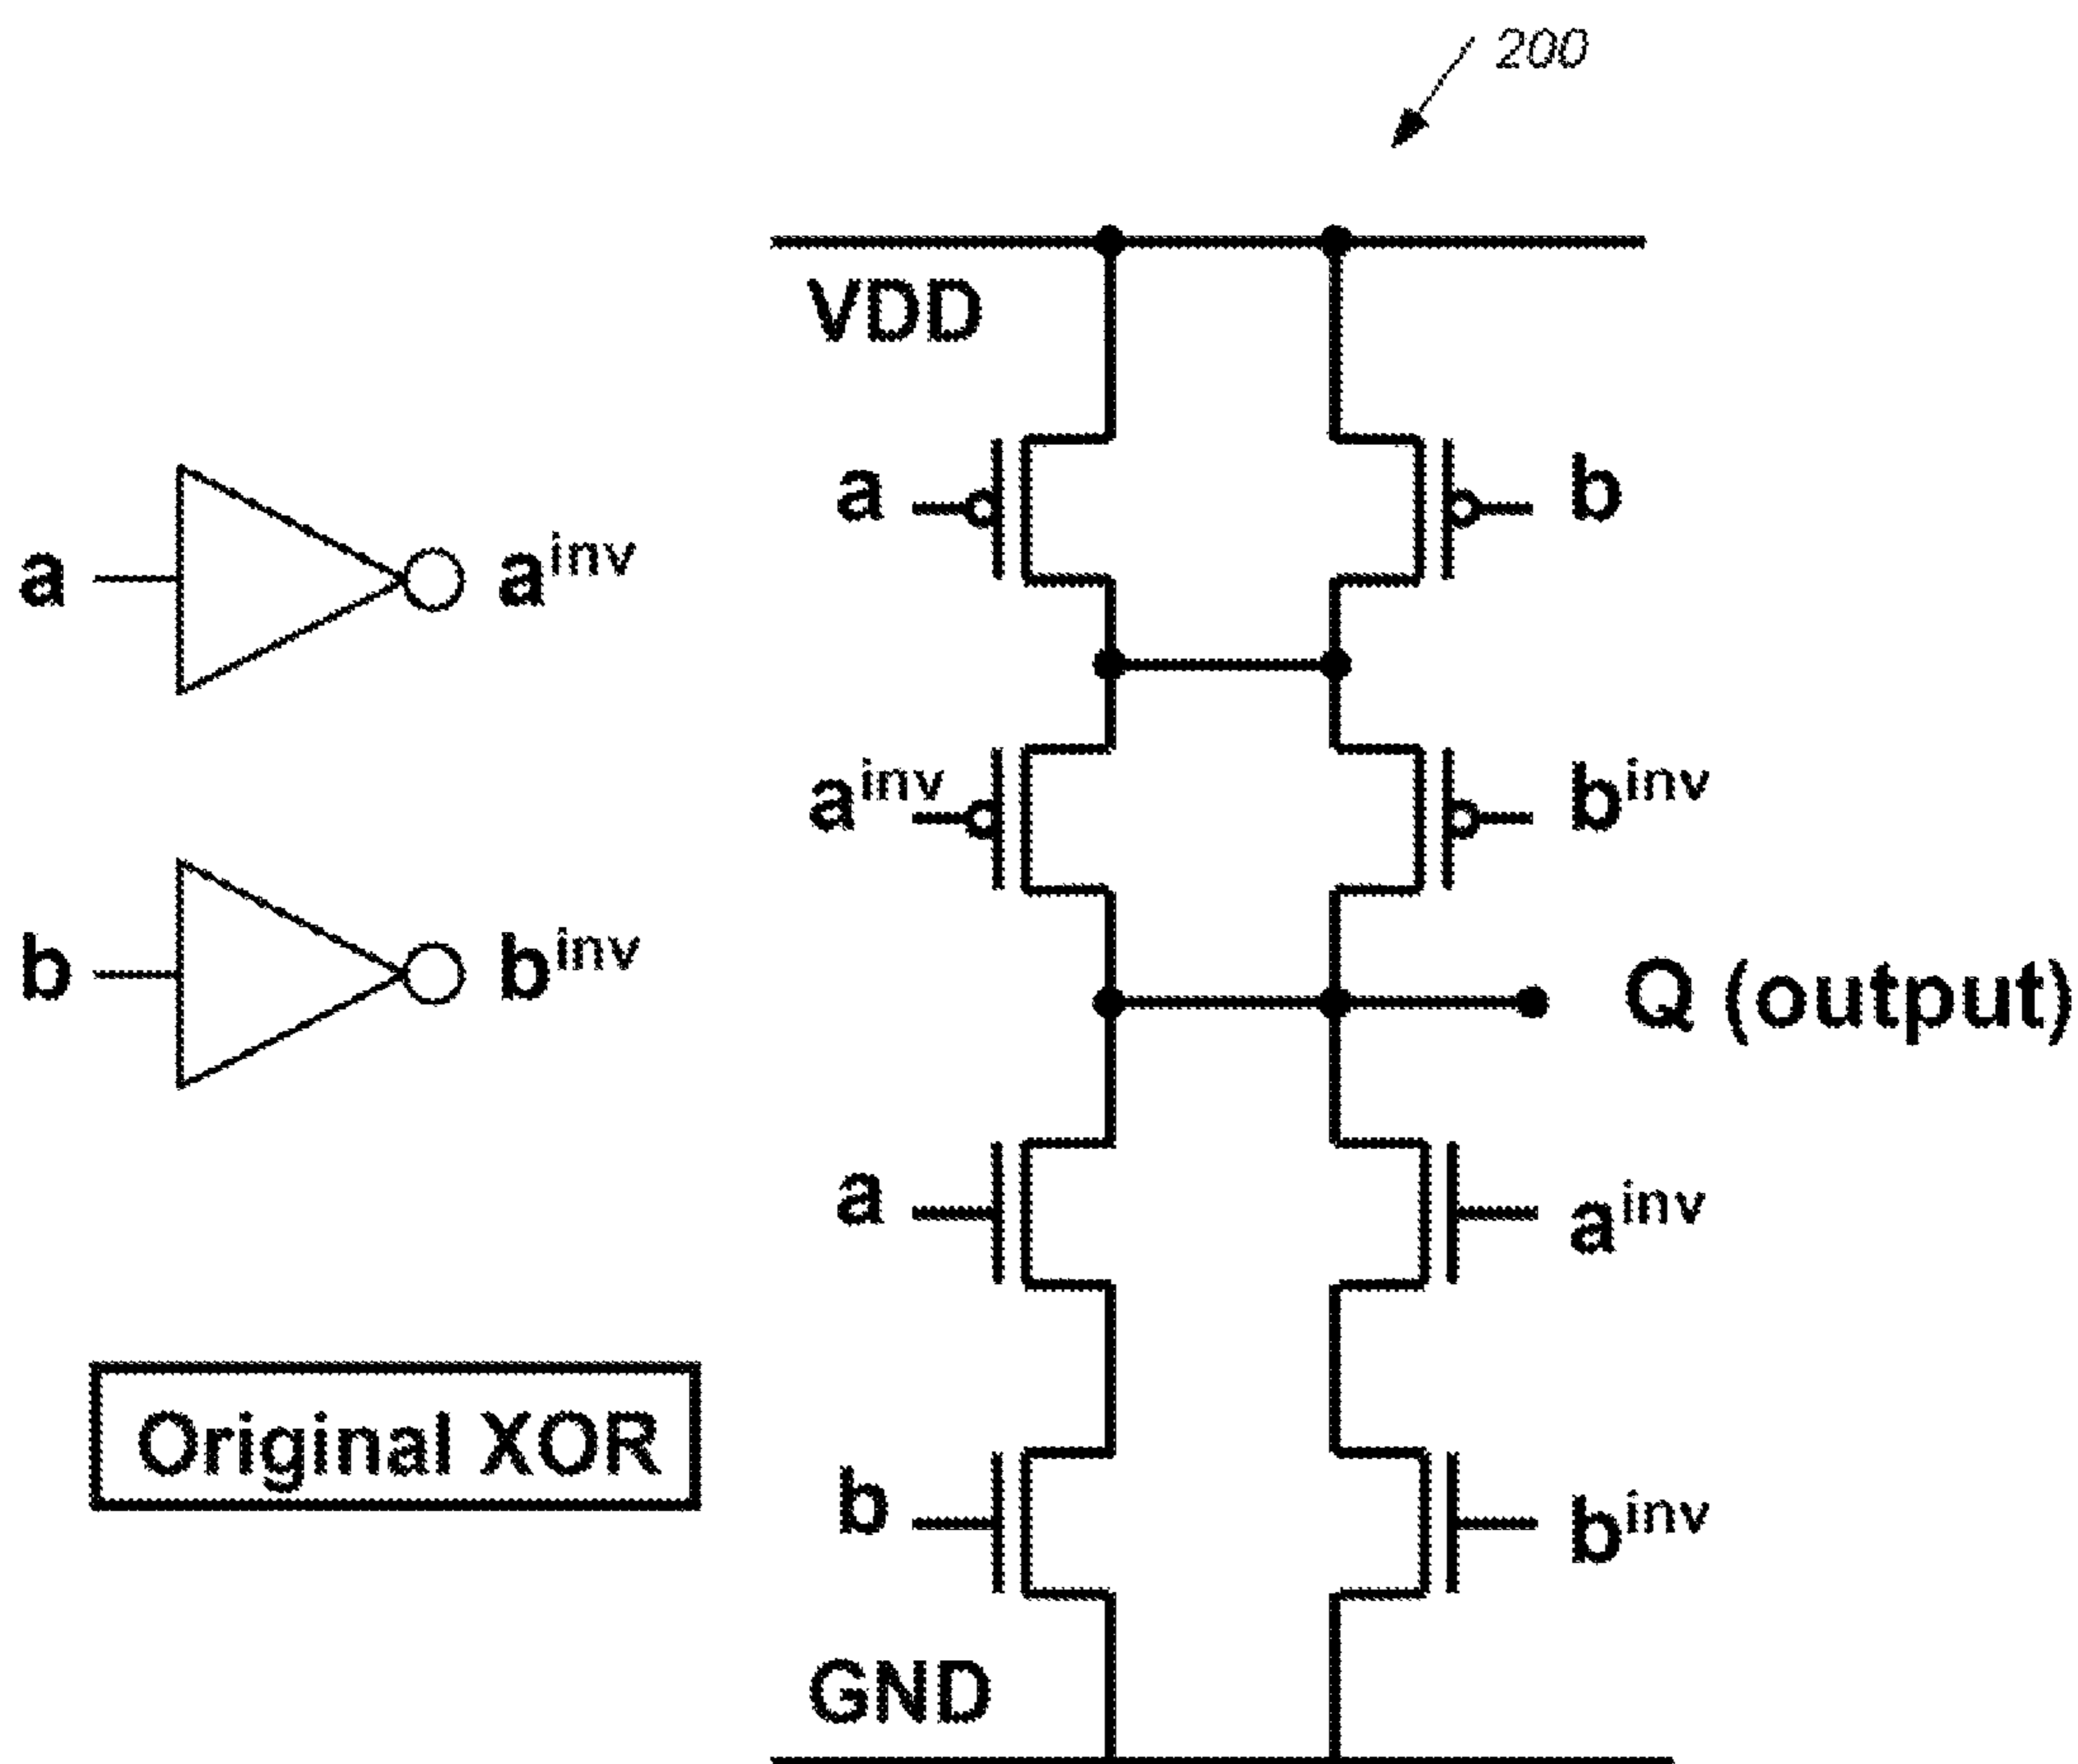 200
VDD
a
b
a
a^inv
a^inv
b^inv
b
b^inv
Q (output)
a
a^inv
Original XOR
b
b^inv
GND